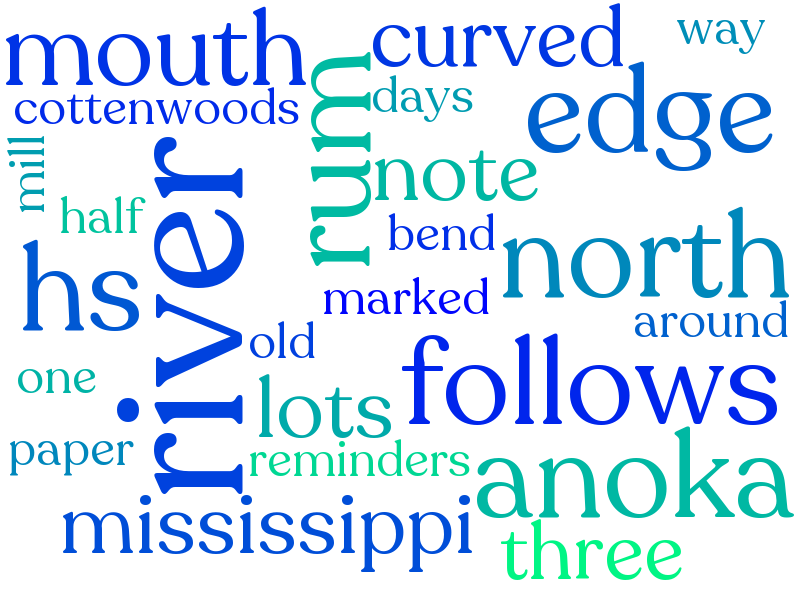 mouth
curved
way
cottenwoods
rum
days
edge
mill
river
note
half
bend
north
hs
marked
around
old
follows
one
lots
paper
reminders
anoka
mississippi
three